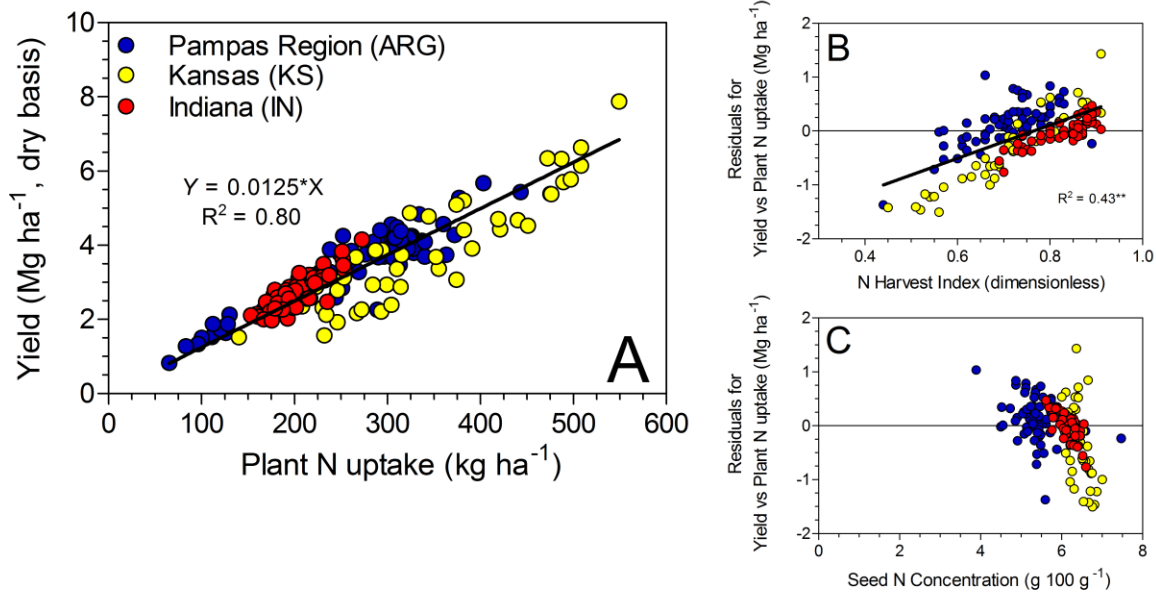 Yield (Mg ha⁻¹, dry basis)
10
8
6
4
2
0
Pampas Region (ARG)
Kansas (KS)
Indiana (IN)
Y = 0.0125*X
R² = 0.80
A
0 100 200 300 400 500 600
Plant N uptake (kg ha⁻¹)
Residuals for
Yield vs Plant N uptake (Mg ha⁻¹)
2
1
0
-1
-2
B
R² = 0.43**
0.4 0.6 0.8 1.0
N Harvest Index (dimensionless)
Residuals for
Yield vs Plant N uptake (Mg ha⁻¹)
2
1
0
-1
-2
C
0 2 4 6 8
Seed N Concentration (g 100 g⁻¹)